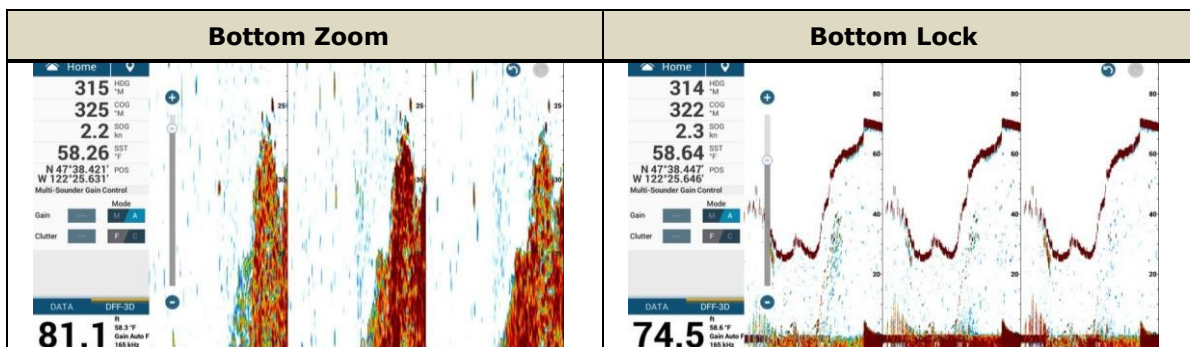 Bottom Zoom
Home
315 HDG °M
325 COG °M
2.2 SOG kn
58.26 SST °F
N 47°38.421' POS
W 122°25.631'
Multi-Sounder Gain Control
Mode
Gain --- M A
Clutter --- F C
DATA DFF-3D
81.1 ft
58.3 °F
Gain Auto F
165 kHz
25
25
25
30
30
30
Bottom Lock
Home
314 HDG °M
322 COG °M
2.3 SOG kn
58.64 SST °F
N 47°38.447' POS
W 122°25.646'
Multi-Sounder Gain Control
Mode
Gain --- M A
Clutter --- F C
DATA DFF-3D
74.5 ft
58.6 °F
Gain Auto F
165 kHz
80
80
80
60
60
60
40
40
40
20
20
20